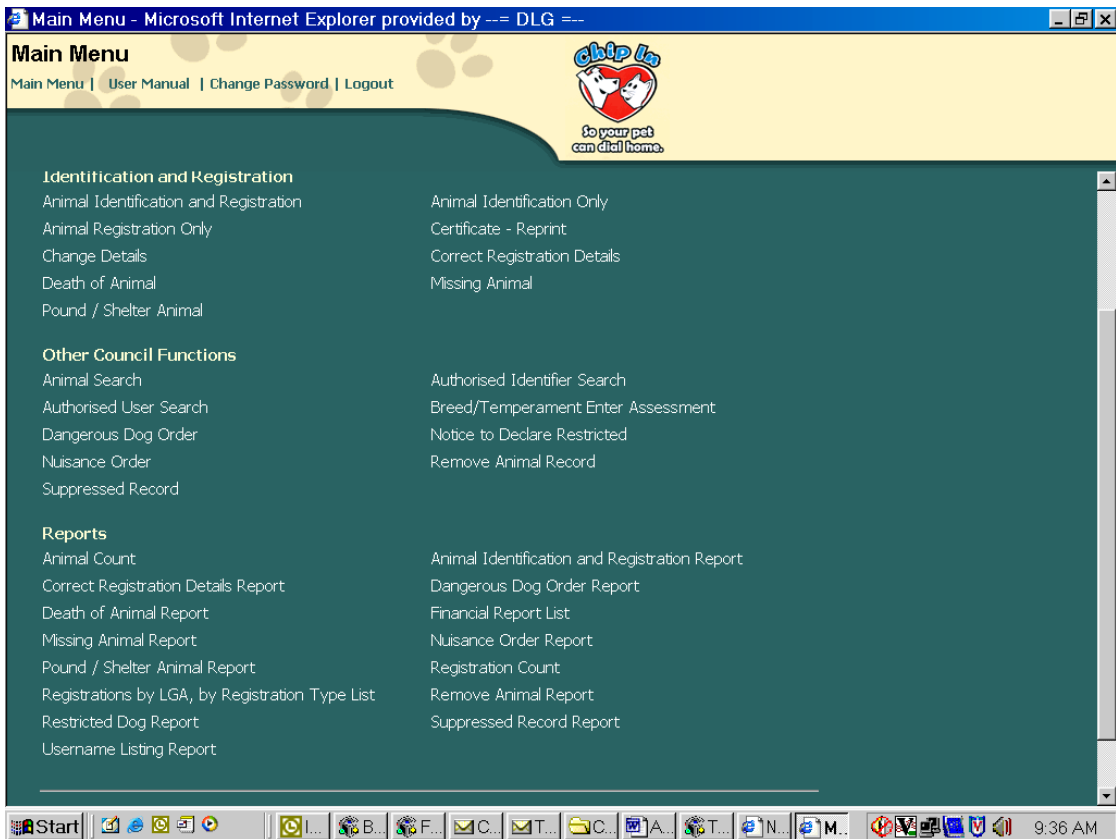 Main Menu - Microsoft Internet Explorer provided by --= DLG =--
Main Menu
Main Menu | User Manual | Change Password | Logout
Chip In
So your pet
can dial home.
Identification and Registration
Animal Identification and Registration Animal Identification Only
Animal Registration Only Certificate - Reprint
Change Details Correct Registration Details
Death of Animal Missing Animal
Pound / Shelter Animal
Other Council Functions
Animal Search Authorised Identifier Search
Authorised User Search Breed/Temperament Enter Assessment
Dangerous Dog Order Notice to Declare Restricted
Nuisance Order Remove Animal Record
Suppressed Record
Reports
Animal Count Animal Identification and Registration Report
Correct Registration Details Report Dangerous Dog Order Report
Death of Animal Report Financial Report List
Missing Animal Report Nuisance Order Report
Pound / Shelter Animal Report Registration Count
Registrations by LGA, by Registration Type List Remove Animal Report
Restricted Dog Report Suppressed Record Report
Username Listing Report
Start I... B... F... C... T... C... A... T... N... M... 9:36 AM